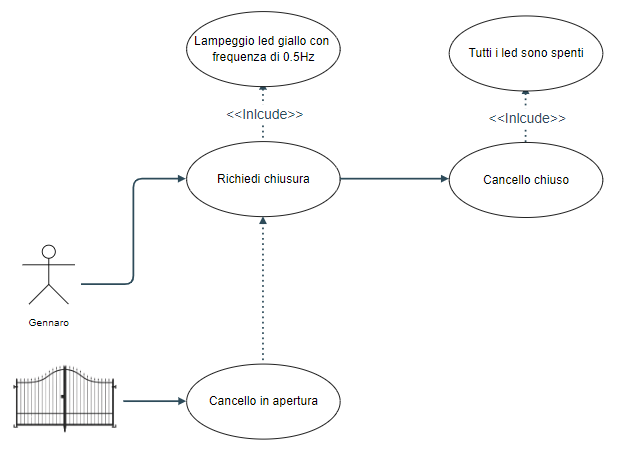 Lampeggio led giallo con
frequenza di 0.5Hz
Tutti i led sono spenti
<<Inlcude>>
<<Inlcude>>
Richiedi chiusura
Cancello chiuso
Gennaro
Cancello in apertura